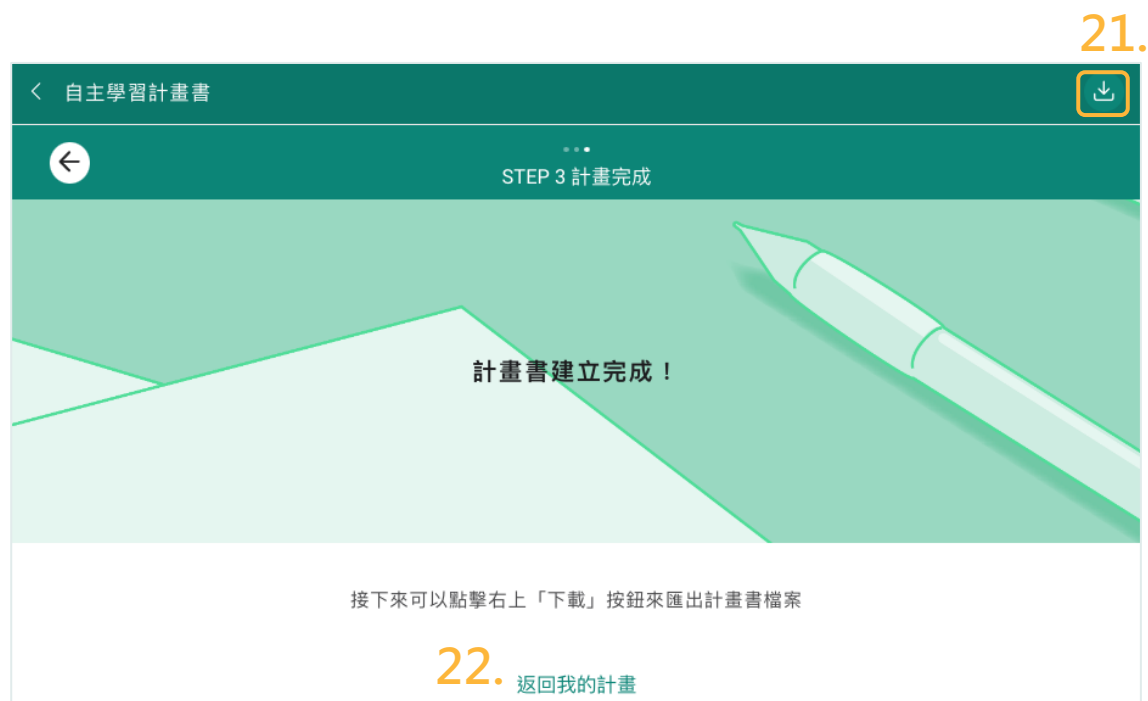 21.
自主學習計畫書
STEP 3 計畫完成
計畫書建立完成！
接下來可以點擊右上「下載」按鈕來匯出計畫書檔案
22. 返回我的計畫